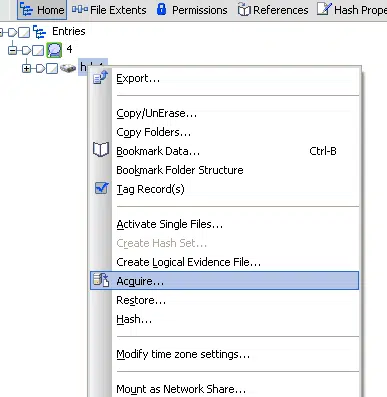 Home File Extents Permissions References Hash Prope
Entries
4
Export...
Copy/UnErase...
Copy Folders...
Bookmark Data... Ctrl-B
Bookmark Folder Structure
Tag Record(s)
Activate Single Files...
Create Hash Set...
Create Logical Evidence File...
Acquire...
Restore...
Hash...
Modify time zone settings...
Mount as Network Share...